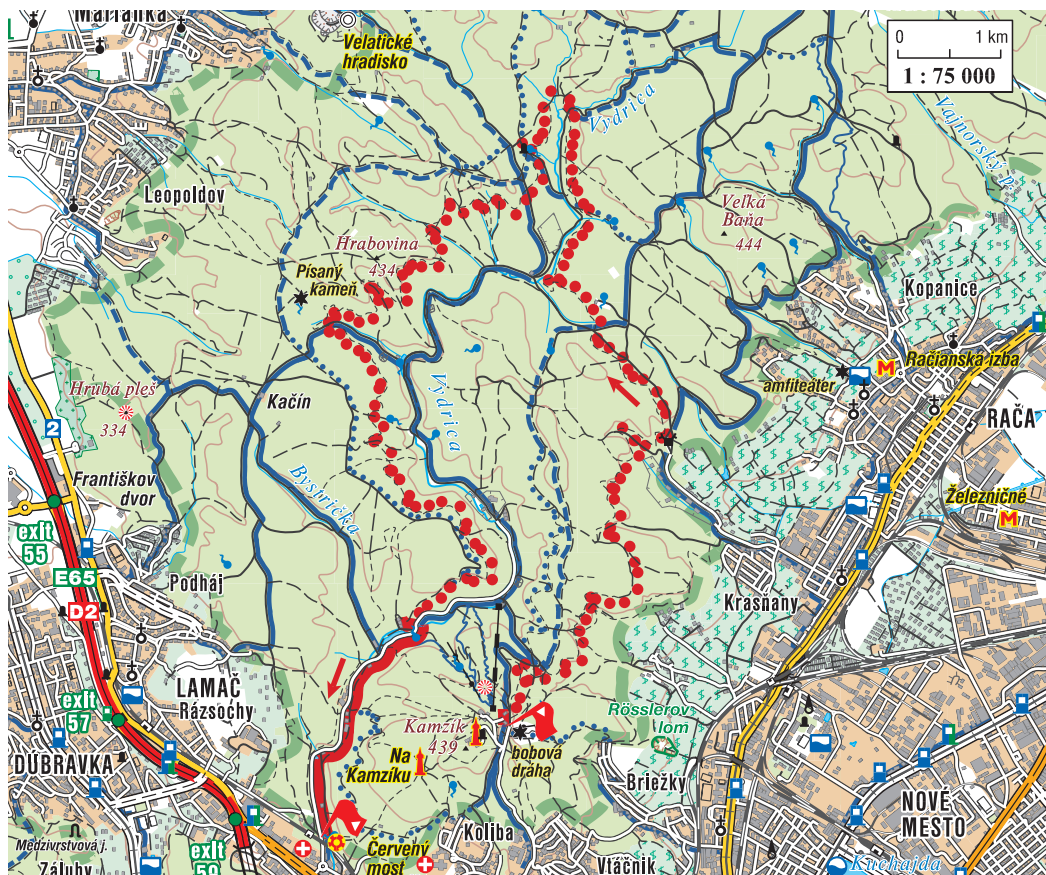 Marianka
Velatické
hradisko
0 1 km
1 : 75 000
Vydrica
Vajnorský p.
Leopoldov
Hrabovina
434
Veľká
Baňa
444
Písaný
kameň
Kopanice
Račianska izba
M
amfiteáter
Hrubá pleš
334
Kačín
Vydrica
RAČA
2
Františkov
dvor
Bystrička
Železničné
M
exit
55
E65
D2
Podháj
Krasňany
LAMAČ
Rázsochy
exit
57
Rösslerov
lom
Kamzík
439
Na
Kamzíku
bobová
dráha
DÚBRAVKA
Briežky
NOVÉ
MESTO
Medzivrstvová j.
Záluhy
exit
59
Červený
most
Koliba
Vtáčnik
Kuchajda